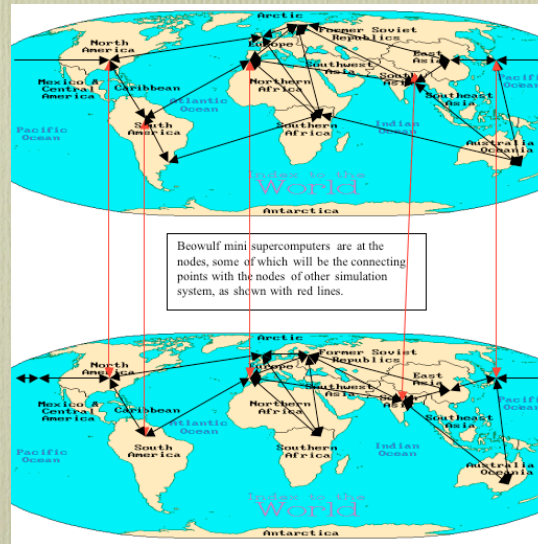 Arctic
North
America
Europe
Former Soviet
Republics
East
Asia
Mexico &
Central
America
Caribbean
Atlantic
Ocean
Northern
Africa
Southwest
Asia
South
Asia
Southeast
Asia
Pacific
Ocean
Pacific
Ocean
South
America
Southern
Africa
Indian
Ocean
Australia
Oceania
Index to the
World
Antarctica
Beowulf mini supercomputers are at the
nodes, some of which will be the connecting
points with the nodes of other simulation
system, as shown with red lines.
Arctic
North
America
Europe
Former Soviet
Republics
East
Asia
Mexico &
Central
America
Caribbean
Atlantic
Ocean
Northern
Africa
Southwest
Asia
Asia
Southeast
Asia
Pacific
Ocean
Pacific
Ocean
South
America
Southern
Africa
Indian
Ocean
Australia
Oceania
Index to the
World
Antarctica